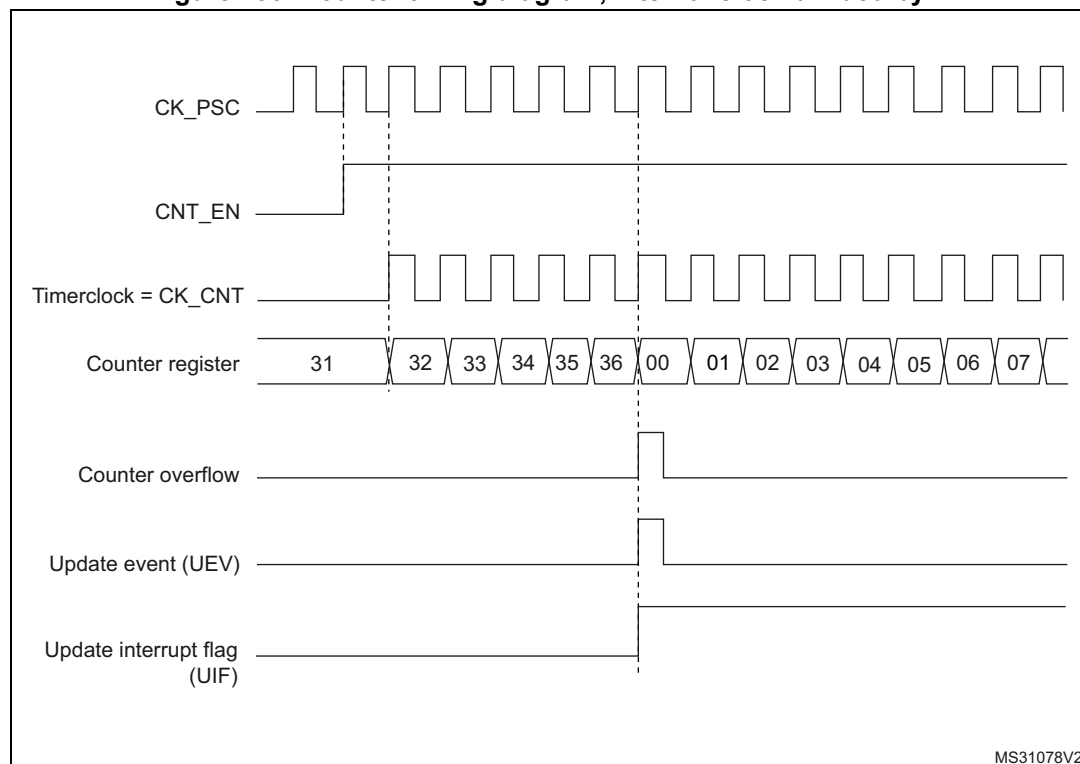 CK_PSC
CNT_EN
Timerclock = CK_CNT
Counter register 31 32 33 34 35 36 00 01 02 03 04 05 06 07
Counter overflow
Update event (UEV)
Update interrupt flag
(UIF)
MS31078V2